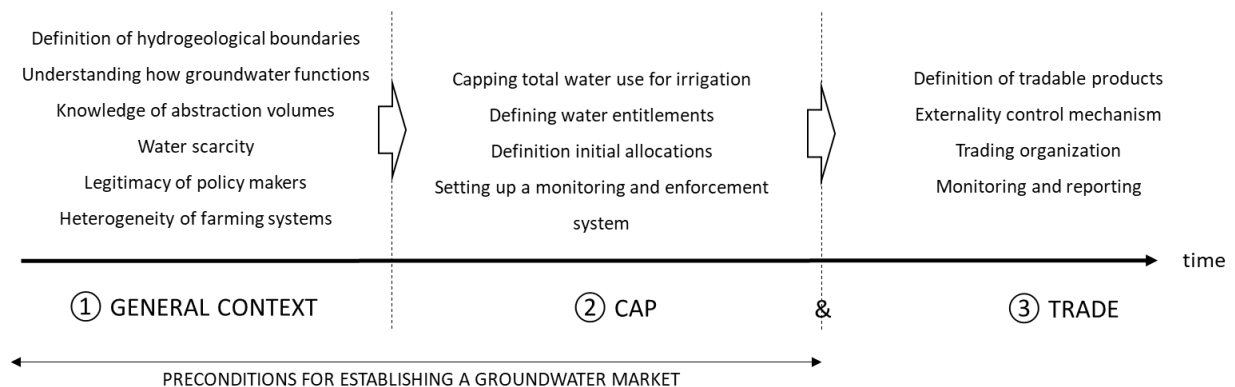 Definition of hydrogeological boundaries
Understanding how groundwater functions
Knowledge of abstraction volumes
Water scarcity
Legitimacy of policy makers
Heterogeneity of farming systems
Capping total water use for irrigation
Defining water entitlements
Definition initial allocations
Setting up a monitoring and enforcement
system
Definition of tradable products
Externality control mechanism
Trading organization
Monitoring and reporting
time
① GENERAL CONTEXT
② CAP
&
③ TRADE
PRECONDITIONS FOR ESTABLISHING A GROUNDWATER MARKET